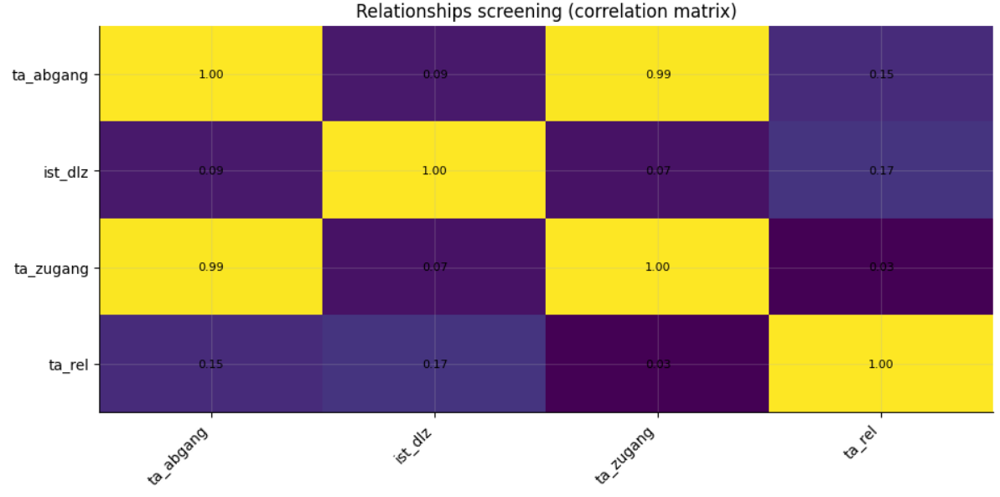 Relationships screening (correlation matrix)
ta_abgang 1.00 0.09 0.99 0.15
ist_dlz 0.09 1.00 0.07 0.17
ta_zugang 0.99 0.07 1.00 0.03
ta_rel 0.15 0.17 0.03 1.00
ta_abgang ist_dlz ta_zugang ta_rel